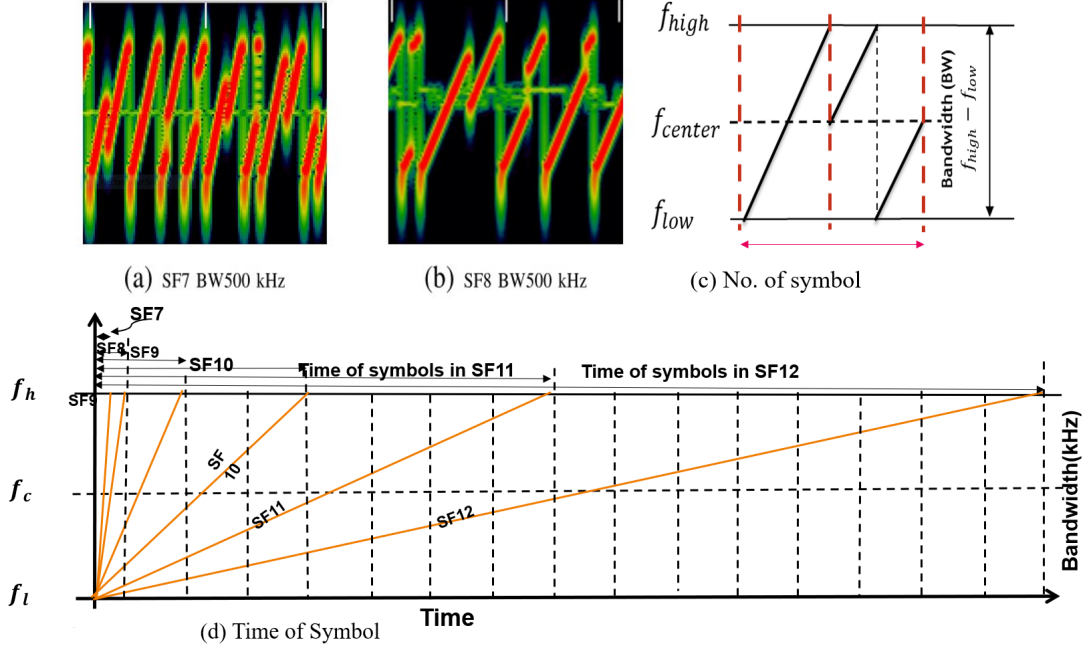 (a) SF7 BW500 kHz
(b) SF8 BW500 kHz
f_high
f_center
f_low
Bandwidth (BW)
f_high − f_low
(c) No. of symbol
SF7
SF8
SF9
SF10
Time of symbols in SF11
Time of symbols in SF12
f_h
SF9
SF
10
f_c
SF11
SF12
Bandwidth(kHz)
f_l
Time
(d) Time of Symbol